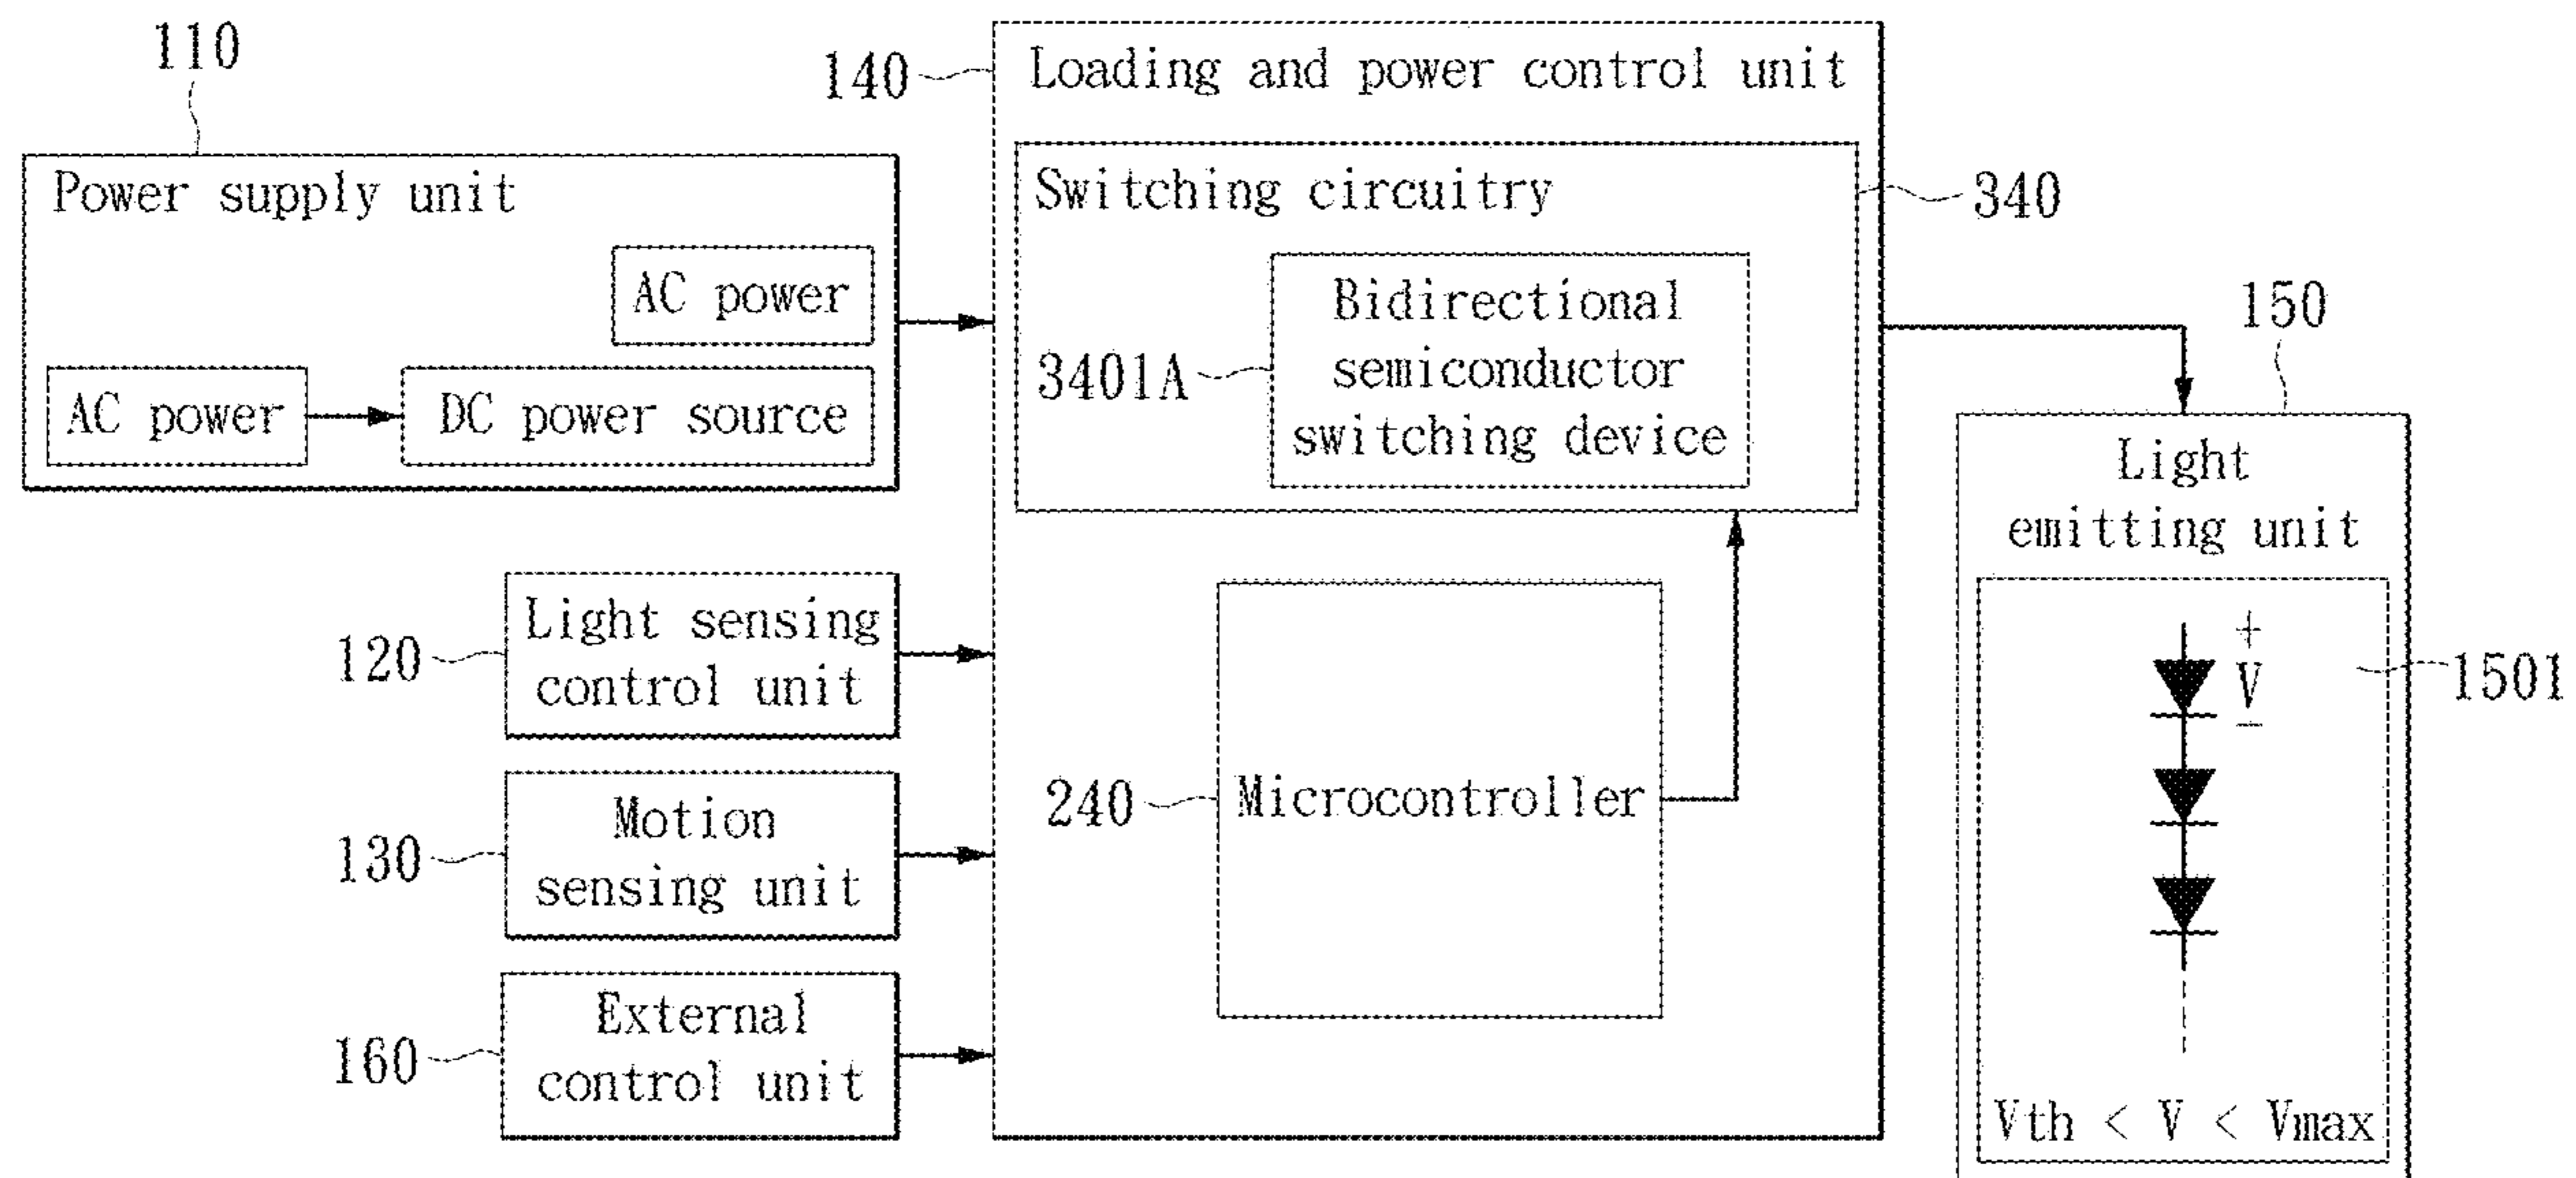 110
Power supply unit
AC power
AC power
DC power source
140
Loading and power control unit
Switching circuitry
340
3401A
Bidirectional
semiconductor
switching device
120
Light sensing
control unit
130
Motion
sensing unit
160
External
control unit
240
Microcontroller
150
Light
emitting unit
+
V
−
1501
Vth < V < Vmax